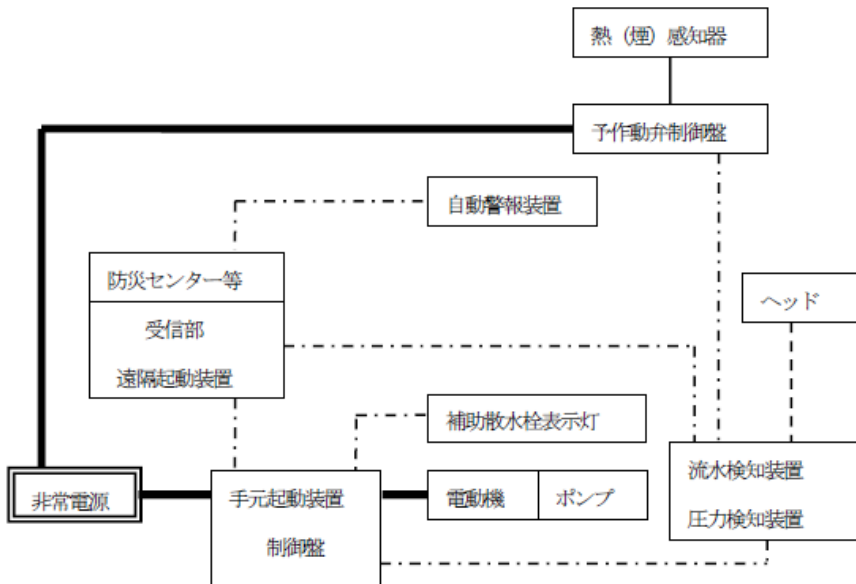 熱（煙）感知器
予作動弁制御盤
自動警報装置
防災センター等
受信部
遠隔起動装置
ヘッド
補助散水栓表示灯
流水検知装置
圧力検知装置
非常電源
手元起動装置
制御盤
電動機
ポンプ